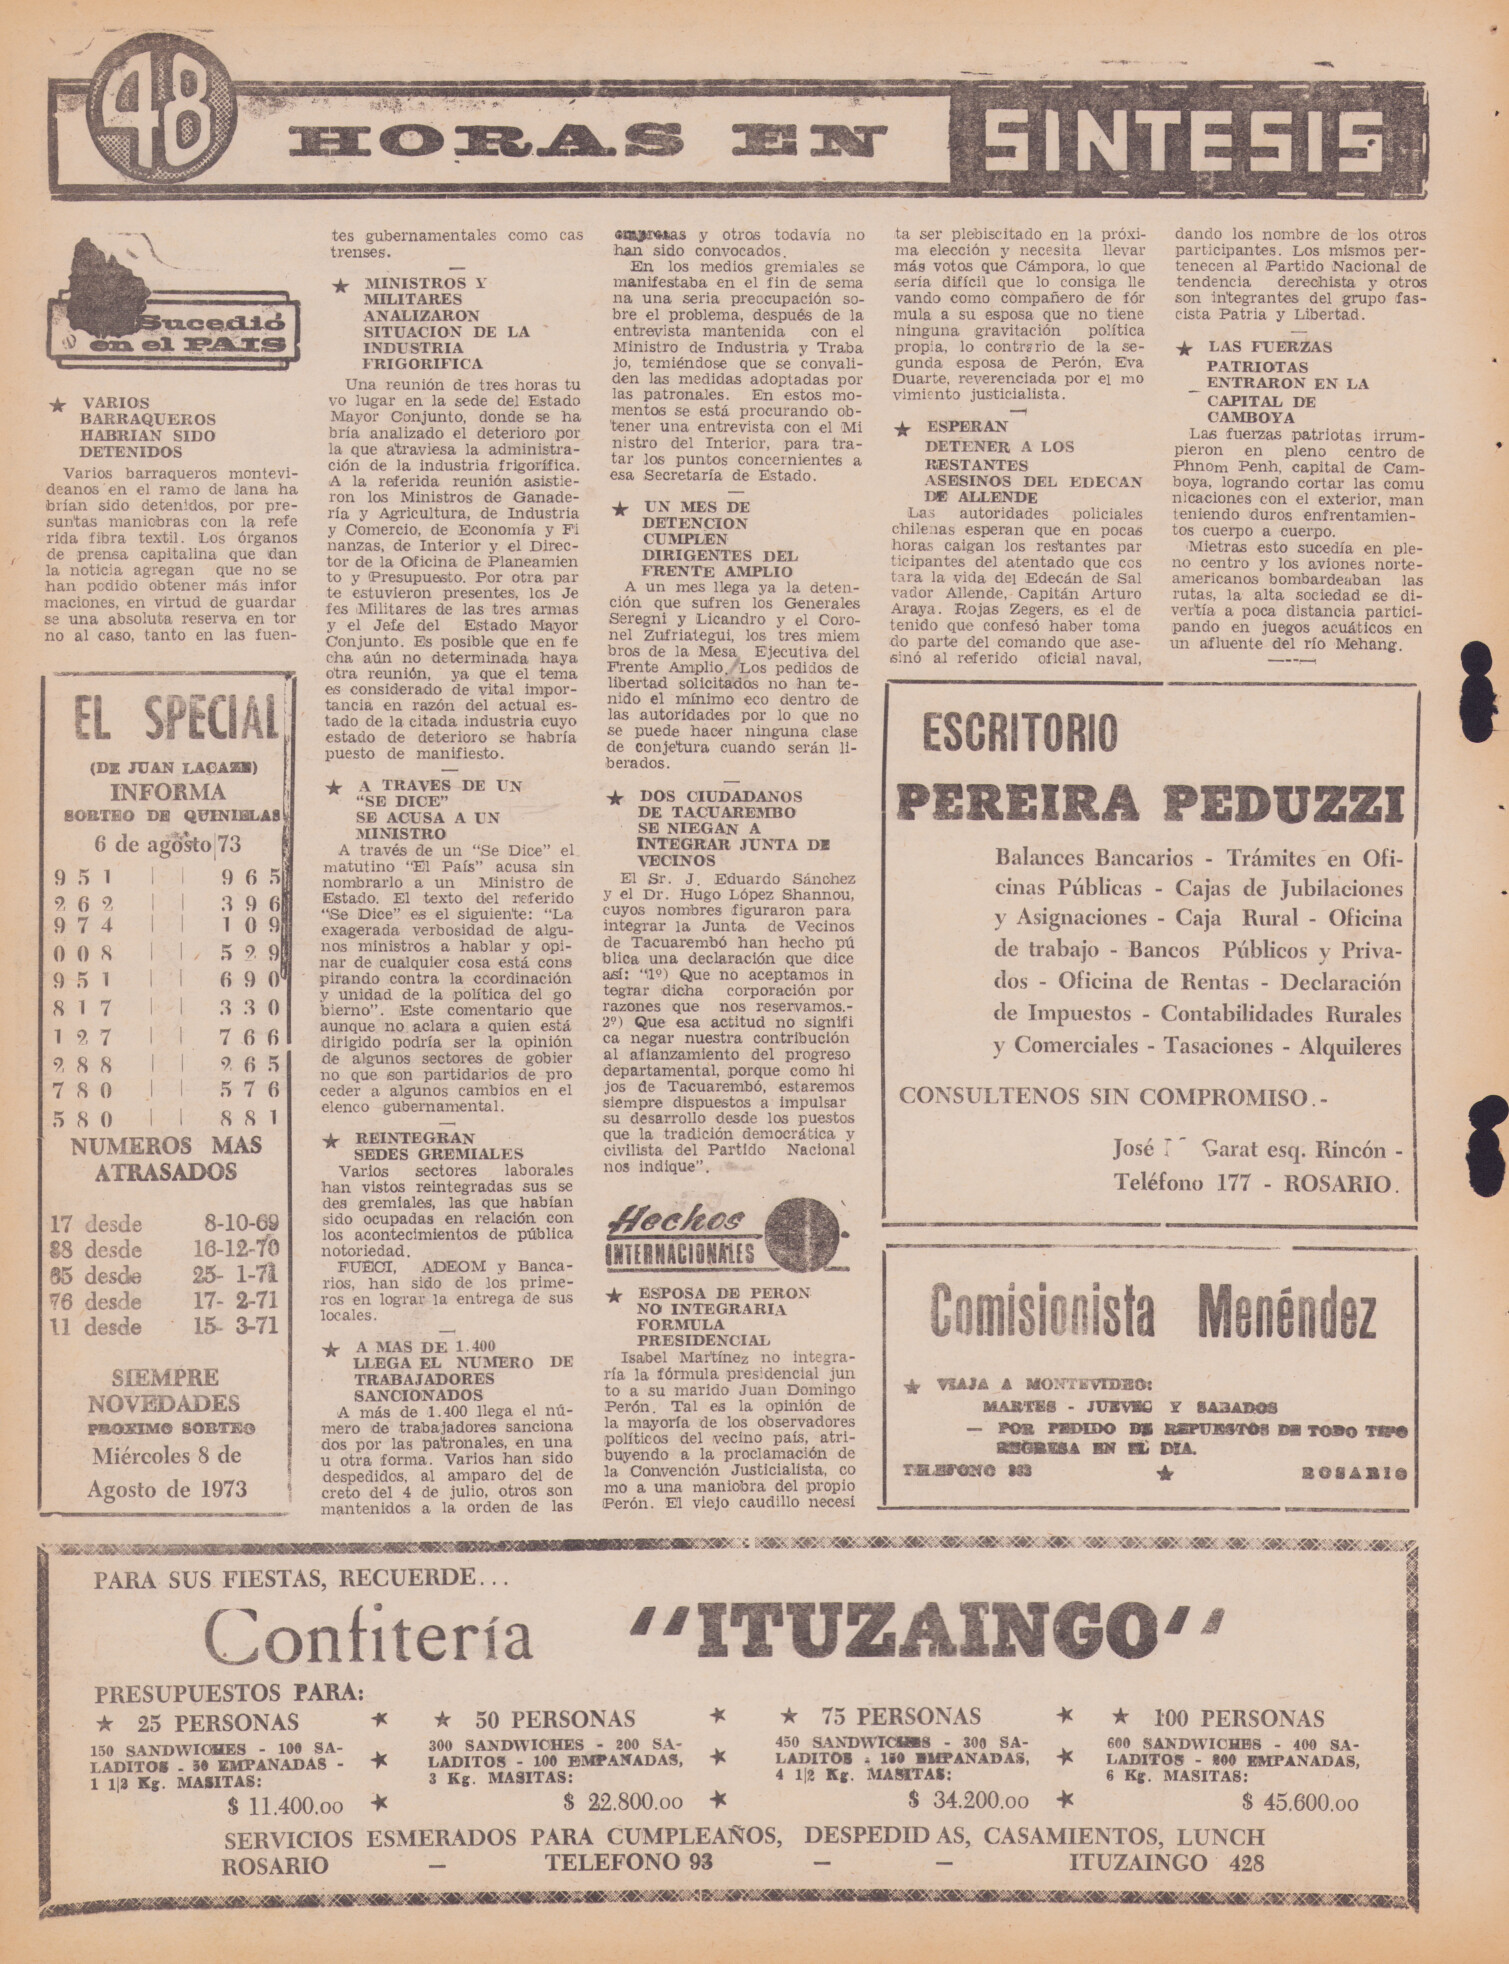 48 HORAS EN SINTESIS
Sucedió
en el PAIS
★ VARIOS
BARRAQUEROS
HABRIAN SIDO
DETENIDOS
Varios barraqueros montevi-
deanos en el ramo de lana ha
brían sido detenidos, por pre-
suntas maniobras con la refe
rida fibra textil. Los órganos
de prensa capitalina que dan
la noticia agregan que no se
han podido obtener más infor
maciones, en virtud de guardar
se una absoluta reserva en tor
no al caso, tanto en las fuen-
tes gubernamentales como cas
trenses.
★ MINISTROS Y
MILITARES
ANALIZARON
SITUACION DE LA
INDUSTRIA
FRIGORIFICA
Una reunión de tres horas tu
vo lugar en la sede del Estado
Mayor Conjunto, donde se ha
bría analizado el deterioro por
la que atraviesa la administra-
ción de la industria frigorífica.
A la referida reunión asistie-
ron los Ministros de Ganade-
ría y Agricultura, de Industria
y Comercio, de Economía y Fi
nanzas, de Interior y el Direc-
tor de la Oficina de Planeamien
to y Presupuesto. Por otra par
te estuvieron presentes, los Je
fes Militares de las tres armas
y el Jefe del Estado Mayor
Conjunto. Es posible que en fe
cha aún no determinada haya
otra reunión, ya que el tema
es considerado de vital impor-
tancia en razón del actual es-
tado de la citada industria cuyo
estado de deterioro se habría
puesto de manifiesto.
★ A TRAVES DE UN
"SE DICE"
SE ACUSA A UN
MINISTRO
A través de un "Se Dice" el
matutino "El País" acusa sin
nombrarlo a un Ministro de
Estado. El texto del referido
"Se Dice" es el siguiente: "La
exagerada verbosidad de algu-
nos ministros a hablar y opi-
nar de cualquier cosa está cons
pirando contra la coordinación
y unidad de la política del go
bierno". Este comentario que
aunque no aclara a quien está
dirigido podría ser la opinión
de algunos sectores de gobier
no que son partidarios de pro
ceder a algunos cambios en el
elenco gubernamental.
★ REINTEGRAN
SEDES GREMIALES
Varios sectores laborales
han vistos reintegradas sus se
des gremiales, las que habían
sido ocupadas en relación con
los acontecimientos de pública
notoriedad.
FUECI, ADEOM y Banca-
rios, han sido de los prime-
ros en lograr la entrega de sus
locales.
★ A MAS DE 1.400
LLEGA EL NUMERO DE
TRABAJADORES
SANCIONADOS
A más de 1.400 llega el nú-
mero de trabajadores sanciona
dos por las patronales, en una
u otra forma. Varios han sido
despedidos, al amparo del de
creto del 4 de julio, otros son
mantenidos a la orden de las
empresas y otros todavía no
han sido convocados.
En los medios gremiales se
manifestaba en el fin de sema
na una seria preocupación so-
bre el problema, después de la
entrevista mantenida con el
Ministro de Industria y Traba
jo, temiéndose que se convali-
den las medidas adoptadas por
las patronales. En estos mo-
mentos se está procurando ob-
tener una entrevista con el Mi
nistro del Interior, para tra-
tar los puntos concernientes a
esa Secretaría de Estado.
★ UN MES DE
DETENCION
CUMPLEN
DIRIGENTES DEL
FRENTE AMPLIO
A un mes llega ya la deten-
ción que sufren los Generales
Seregni y Licandro y el Coro-
nel Zufriategui, los tres miem
bros de la Mesa Ejecutiva del
Frente Amplio. Los pedidos de
libertad solicitados no han te-
nido el mínimo eco dentro de
las autoridades por lo que no
se puede hacer ninguna clase
de conjetura cuando serán li-
berados.
★ DOS CIUDADANOS
DE TACUAREMBO
SE NIEGAN A
INTEGRAR JUNTA DE
VECINOS
El Sr. J. Eduardo Sánchez
y el Dr. Hugo López Shannou,
cuyos nombres figuraron para
integrar la Junta de Vecinos
de Tacuarembó han hecho pú
blica una declaración que dice
así: "1º) Que no aceptamos in
tegrar dicha corporación por
razones que nos reservamos.-
2º) Que esa actitud no signifi
ca negar nuestra contribución
al afianzamiento del progreso
departamental, porque como hi
jos de Tacuarembó, estaremos
siempre dispuestos a impulsar
su desarrollo desde los puestos
que la tradición democrática y
civilista del Partido Nacional
nos indique".
Hechos
INTERNACIONALES
★ ESPOSA DE PERON
NO INTEGRARIA
FORMULA
PRESIDENCIAL
Isabel Martínez no integra-
ría la fórmula presidencial jun
to a su marido Juan Domingo
Perón. Tal es la opinión de
la mayoría de los observadores
políticos del vecino país, atri-
buyendo a la proclamación de
la Convención Justicialista, co
mo a una maniobra del propio
Perón. El viejo caudillo necesi
ta ser plebiscitado en la próxi-
ma elección y necesita llevar
más votos que Cámpora, lo que
sería difícil que lo consiga lle
vando como compañero de fór
mula a su esposa que no tiene
ninguna gravitación política
propia, lo contrario de la se-
gunda esposa de Perón, Eva
Duarte, reverenciada por el mo
vimiento justicialista.
★ ESPERAN
DETENER A LOS
RESTANTES
ASESINOS DEL EDECAN
DE ALLENDE
Las autoridades policiales
chilenas esperan que en pocas
horas caigan los restantes par
ticipantes del atentado que cos
tara la vida del Edecán de Sal
vador Allende, Capitán Arturo
Araya. Rojas Zegers, es el de
tenido que confesó haber toma
do parte del comando que ase-
sinó al referido oficial naval,
dando los nombre de los otros
participantes. Los mismos per-
tenecen al Partido Nacional de
tendencia derechista y otros
son integrantes del grupo fas-
cista Patria y Libertad.
★ LAS FUERZAS
PATRIOTAS
ENTRARON EN LA
CAPITAL DE
CAMBOYA
Las fuerzas patriotas irrum-
pieron en pleno centro de
Phnom Penh, capital de Cam-
boya, logrando cortar las comu
nicaciones con el exterior, man
teniendo duros enfrentamien-
tos cuerpo a cuerpo.
Mietras esto sucedía en ple-
no centro y los aviones norte-
americanos bombardeaban las
rutas, la alta sociedad se di-
vertía a poca distancia partici-
pando en juegos acuáticos en
un afluente del río Mehang.
EL SPECIAL
(DE JUAN LACAZE)
INFORMA
SORTEO DE QUINIELAS
6 de agosto 73
951 | | 965
262 | | 396
974 | | 109
008 | | 529
951 | | 690
817 | | 330
127 | | 766
288 | | 265
780 | | 576
580 | | 881
NUMEROS MAS
ATRASADOS
17 desde 8-10-69
88 desde 16-12-70
65 desde 25- 1-71
76 desde 17- 2-71
11 desde 15- 3-71
SIEMPRE
NOVEDADES
PROXIMO SORTEO
Miércoles 8 de
Agosto de 1973
ESCRITORIO
PEREIRA PEDUZZI
Balances Bancarios - Trámites en Ofi-
cinas Públicas - Cajas de Jubilaciones
y Asignaciones - Caja Rural - Oficina
de trabajo - Bancos Públicos y Priva-
dos - Oficina de Rentas - Declaración
de Impuestos - Contabilidades Rurales
y Comerciales - Tasaciones - Alquileres
CONSULTENOS SIN COMPROMISO.-
José Garat esq. Rincón -
Teléfono 177 - ROSARIO.
Comisionista Menéndez
★ VIAJA A MONTEVIDEO:
MARTES - JUEVES Y SABADOS
— POR PEDIDO DE REPUESTOS DE TODO TIPO
REGRESA EN EL DIA.
TELEFONO ★ ROSARIO
PARA SUS FIESTAS, RECUERDE...
Confitería "ITUZAINGO"
PRESUPUESTOS PARA:
★ 25 PERSONAS ★ ★ 50 PERSONAS ★ ★ 75 PERSONAS ★ ★ 100 PERSONAS
150 SANDWICHES - 100 SA-
LADITOS - 50 EMPANADAS -
1 1|2 Kg. MASITAS:
$ 11.400.00
300 SANDWICHES - 200 SA-
LADITOS - 100 EMPANADAS,
3 Kg. MASITAS:
$ 22.800.00
450 SANDWICHES - 300 SA-
LADITOS - 150 EMPANADAS,
4 1|2 Kg. MASITAS:
$ 34.200.00
600 SANDWICHES - 400 SA-
LADITOS - 200 EMPANADAS,
6 Kg. MASITAS:
$ 45.600.00
SERVICIOS ESMERADOS PARA CUMPLEAÑOS, DESPEDIDAS, CASAMIENTOS, LUNCH
ROSARIO — TELEFONO 93 — — ITUZAINGO 428